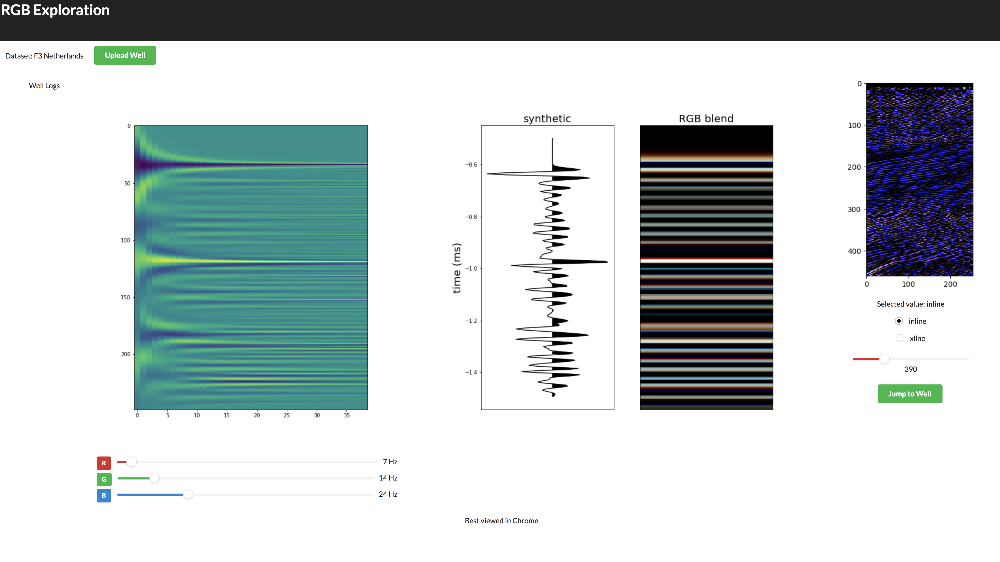 RGB Exploration
Dataset: F3 Netherlands
Upload Well
Well Logs
0
50
100
150
200
0 5 10 15 20 25 30 35
synthetic
time (ms)
−0.6
−0.8
−1.0
−1.2
−1.4
RGB blend
0
100
200
300
400
0 100 200
Selected value: inline
inline
xline
390
Jump to Well
R 7 Hz
G 14 Hz
B 24 Hz
Best viewed in Chrome